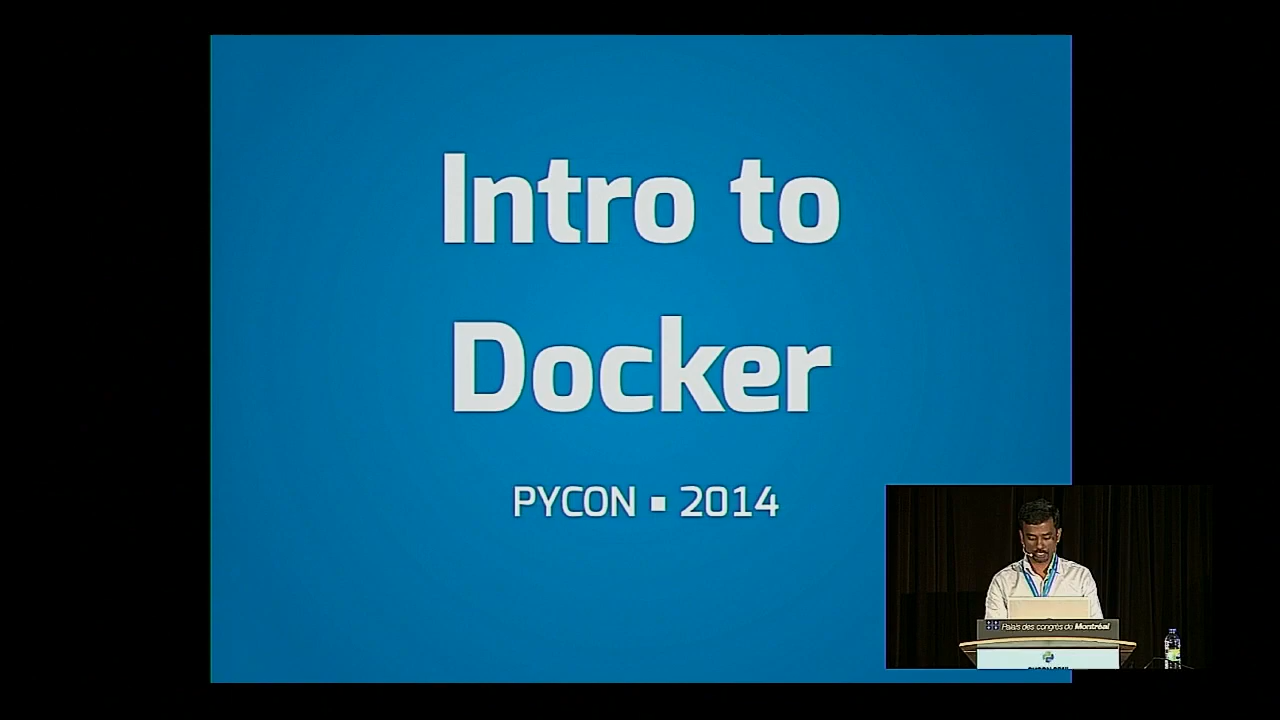 Intro to
Docker
PYCON ▪ 2014
Palais des congrès de Montréal